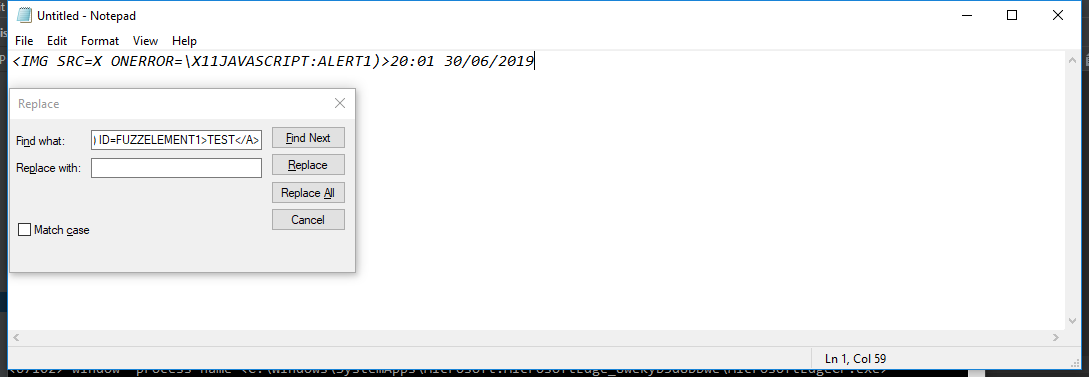 Untitled - Notepad
File Edit Format View Help
<IMG SRC=X ONERROR=\X11JAVASCRIPT:ALERT1)>20:01 30/06/2019
Replace
Find what: ) ID=FUZZELEMENT1>TEST</A> Find Next
Replace with: Replace
Replace All
Cancel
Match case
Ln 1, Col 59